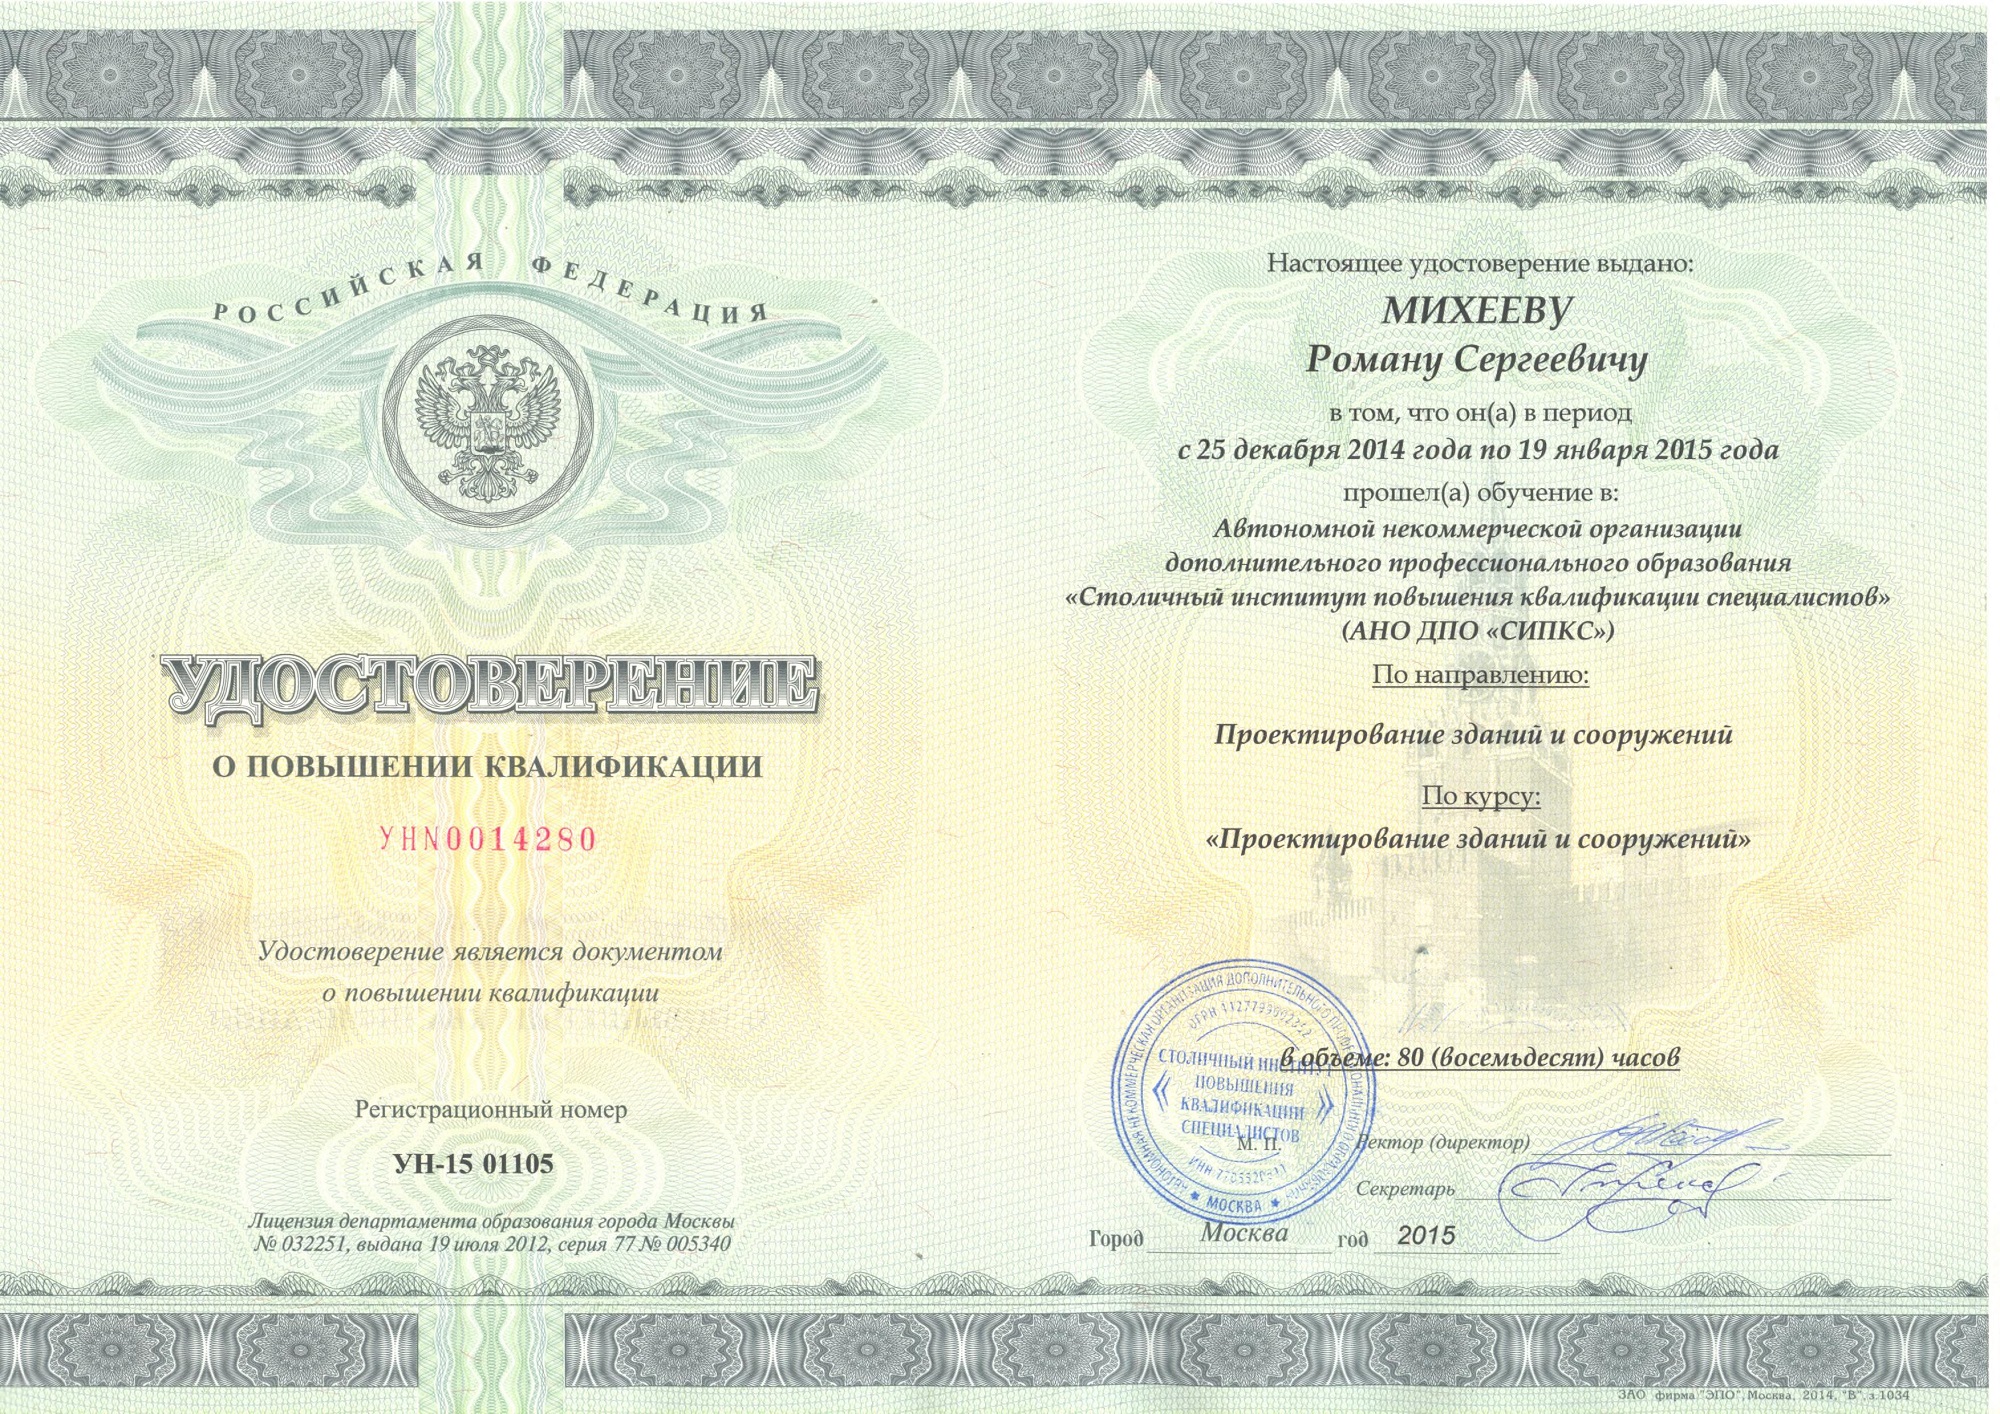 РОССИЙСКАЯ ФЕДЕРАЦИЯ
УДОСТОВЕРЕНИЕ
О ПОВЫШЕНИИ КВАЛИФИКАЦИИ
УНN0014280
Удостоверение является документом
о повышении квалификации
Регистрационный номер
УН-15 01105
Лицензия департамента образования города Москвы
№ 032251, выдана 19 июля 2012, серия 77 № 005340
Настоящее удостоверение выдано:
МИХЕЕВУ
Роману Сергеевичу
в том, что он(а) в период
с 25 декабря 2014 года по 19 января 2015 года
прошел(а) обучение в:
Автономной некоммерческой организации
дополнительного профессионального образования
«Столичный институт повышения квалификации специалистов»
(АНО ДПО «СИПКС»)
По направлению:
Проектирование зданий и сооружений
По курсу:
«Проектирование зданий и сооружений»
в объеме: 80 (восемьдесят) часов
АВТОНОМНАЯ НЕКОММЕРЧЕСКАЯ ОРГАНИЗАЦИЯ ДОПОЛНИТЕЛЬНОГО ПРОФЕССИОНАЛЬНОГО ОБРАЗОВАНИЯ
ОГРН
СТОЛИЧНЫЙ ИНСТИТУТ
ПОВЫШЕНИЯ
КВАЛИФИКАЦИИ
СПЕЦИАЛИСТОВ
ИНН
МОСКВА
М. П.
Ректор (директор)
Секретарь
Город Москва год 2015
ЗАО фирма "ЭПО", Москва, 2014, "В", з.1034